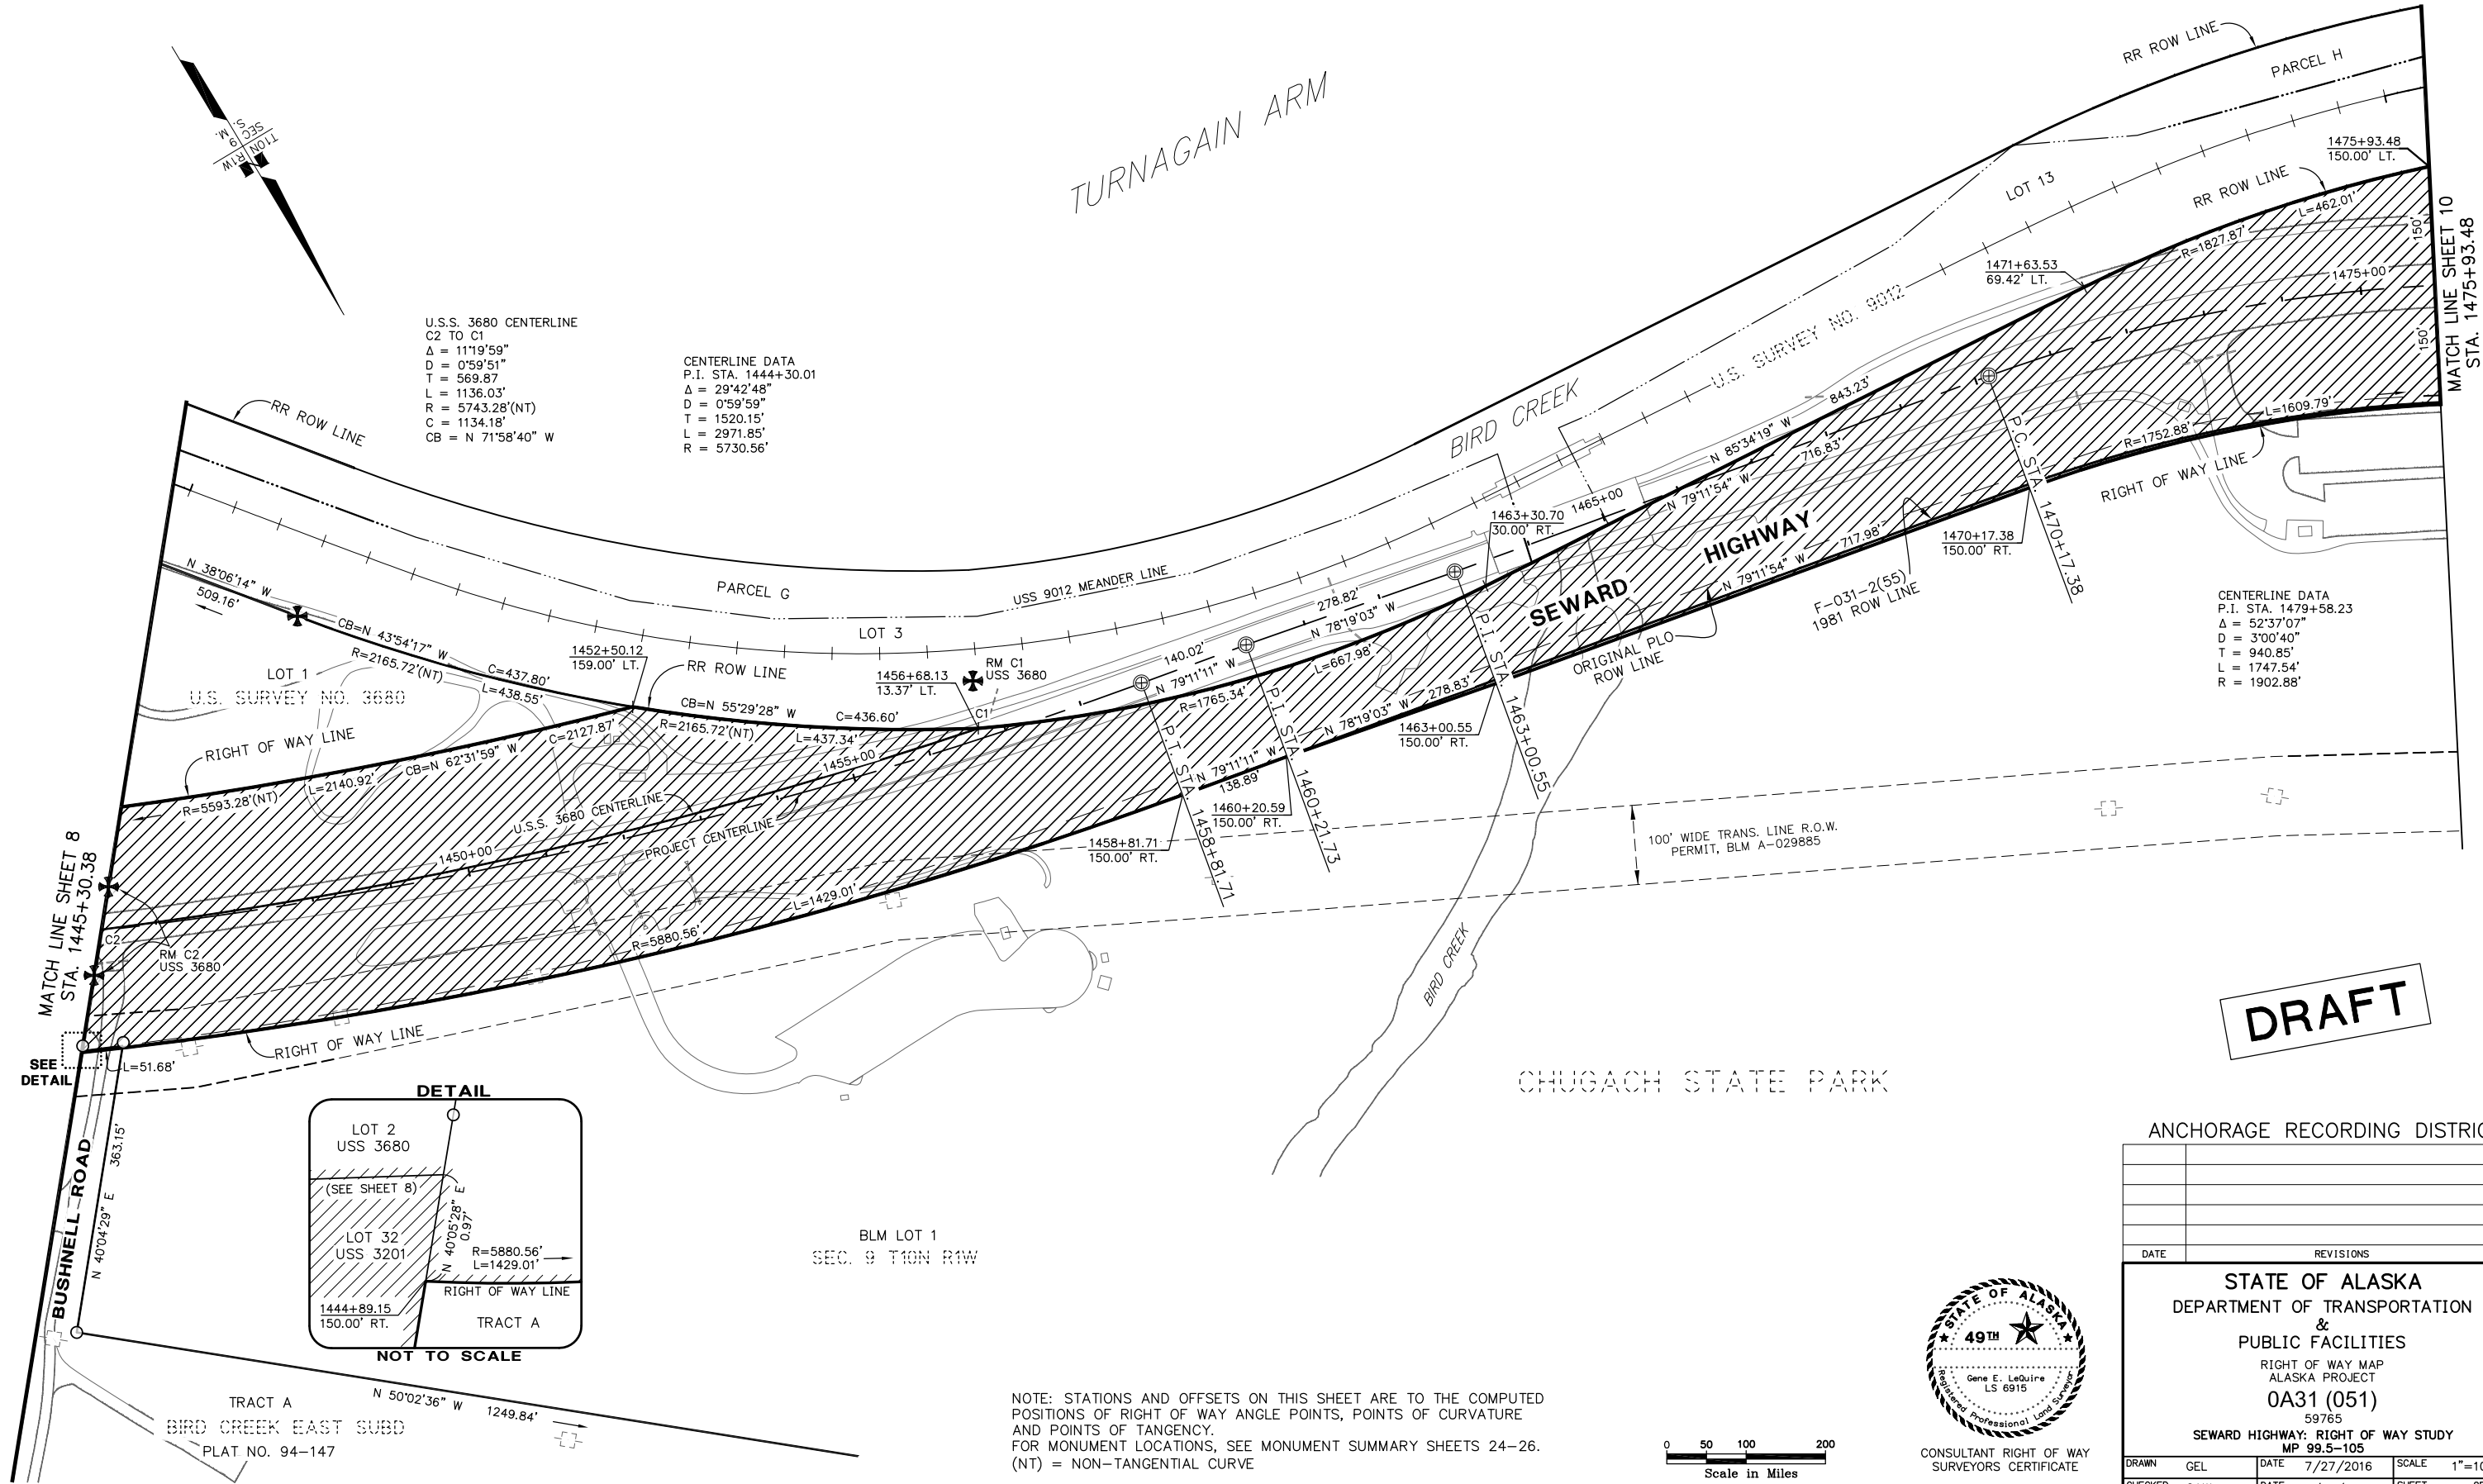 TURNAGAIN ARM
T10N R1W
SEC 9
S. M.
U.S.S. 3680 CENTERLINE
C2 TO C1
Δ = 11°19'59"
D = 0°59'51"
T = 569.87
L = 1136.03'
R = 5743.28'(NT)
C = 1134.18'
CB = N 71°58'40" W
CENTERLINE DATA
P.I. STA. 1444+30.01
Δ = 29°42'48"
D = 0°59'59"
T = 1520.15'
L = 2971.85'
R = 5730.56'
RR ROW LINE
RR ROW LINE
PARCEL H
LOT 13
RR ROW LINE
1475+93.48
150.00' LT.
L=462.01'
R=1827.87'
150'
1475+00
150'
MATCH LINE SHEET 10
STA. 1475+93.48
1471+63.53
69.42' LT.
U.S. SURVEY NO. 9012
BIRD CREEK
843.23'
N 85°34'19" W
716.83'
N 79°11'54" W
1465+00
1463+30.70
30.00' RT.
SEWARD HIGHWAY
P.C. STA. 1470+17.38
L=1609.79'
R=1752.88'
RIGHT OF WAY LINE
1470+17.38
150.00' RT.
717.98'
N 79°11'54" W
F-031-2(55)
1981 ROW LINE
ORIGINAL PLO
ROW LINE
CENTERLINE DATA
P.I. STA. 1479+58.23
Δ = 52°37'07"
D = 3°00'40"
T = 940.85'
L = 1747.54'
R = 1902.88'
N 38°06'14" W
509.16'
PARCEL G
USS 9012 MEANDER LINE
LOT 3
CB=N 43°54'17" W
R=2165.72'(NT)
C=437.80'
L=438.55'
LOT 1
U.S. SURVEY NO. 3680
1452+50.12
159.00' LT.
RR ROW LINE
1456+68.13
13.37' LT.
RM C1
USS 3680
C1
CB=N 55°29'28" W
C=436.60'
R=2165.72'(NT)
L=437.34'
140.02'
N 79°11'11" W
278.82'
N 78°19'03" W
R=1765.34'
L=667.98'
P.T. STA. 1458+81.71
P.I. STA. 1460+21.73
P.I. STA. 1463+00.55
N 78°19'03" W
278.83'
1463+00.55
150.00' RT.
N 79°11'11" W
138.89'
1460+20.59
150.00' RT.
1458+81.71
150.00' RT.
RIGHT OF WAY LINE
C=2127.87'
CB=N 62°31'59" W
L=2140.92'
R=5593.28'(NT)
1455+00
U.S.S. 3680 CENTERLINE
PROJECT CENTERLINE
1450+00
L=1429.01'
R=5880.56'
MATCH LINE SHEET 8
STA. 1445+30.38
C2
RM C2
USS 3680
RIGHT OF WAY LINE
SEE
DETAIL
L=51.68'
100' WIDE TRANS. LINE R.O.W.
PERMIT, BLM A-029885
BIRD CREEK
CHUGACH STATE PARK
DRAFT
BUSHNELL ROAD
N 40°04'29" E
363.15'
DETAIL
LOT 2
USS 3680
(SEE SHEET 8)
LOT 32
USS 3201
N 40°05'28" E
0.97'
R=5880.56'
L=1429.01'
RIGHT OF WAY LINE
1444+89.15
150.00' RT.
TRACT A
NOT TO SCALE
BLM LOT 1
SEC. 9 T10N R1W
N 50°02'36" W
1249.84'
TRACT A
BIRD CREEK EAST SUBD
PLAT NO. 94-147
NOTE: STATIONS AND OFFSETS ON THIS SHEET ARE TO THE COMPUTED
POSITIONS OF RIGHT OF WAY ANGLE POINTS, POINTS OF CURVATURE
AND POINTS OF TANGENCY.
FOR MONUMENT LOCATIONS, SEE MONUMENT SUMMARY SHEETS 24-26.
(NT) = NON-TANGENTIAL CURVE
0 50 100 200
Scale in Miles
STATE OF ALASKA
49TH
Gene E. LeQuire
LS 6915
Registered Professional Land Surveyor
CONSULTANT RIGHT OF WAY
SURVEYORS CERTIFICATE
ANCHORAGE RECORDING
DATE REVISIONS
STATE OF ALASKA
DEPARTMENT OF TRANSPORTATION
&
PUBLIC FACILITIES
RIGHT OF WAY MAP
ALASKA PROJECT
0A31 (051)
59765
SEWARD HIGHWAY: RIGHT OF WAY STUDY
MP 99.5-105
DRAWN GEL DATE 7/27/2016 SCALE